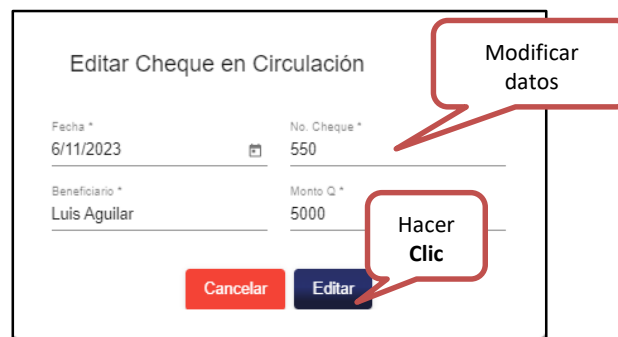 Editar Cheque en Circulación
Modificar
datos
Fecha *
6/11/2023
No. Cheque *
550
Beneficiario *
Luis Aguilar
Monto Q *
5000
Hacer
Clic
Cancelar
Editar